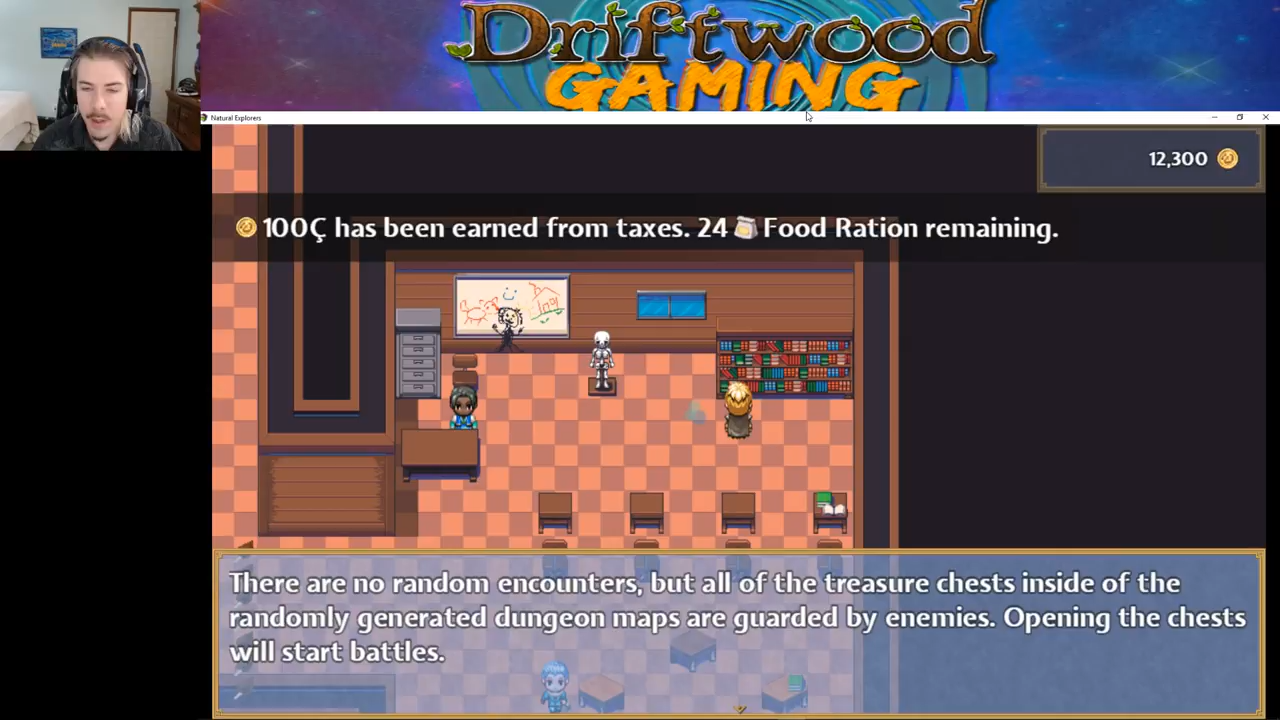 Driftwood
GAMING
Natural Explorers
12,300
100Ç has been earned from taxes. 24 Food Ration remaining.
There are no random encounters, but all of the treasure chests inside of the
randomly generated dungeon maps are guarded by enemies. Opening the chests
will start battles.